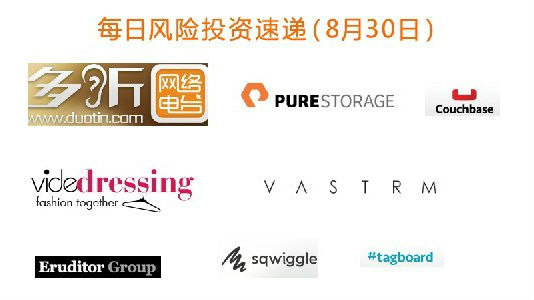 每日风险投资速递(8月30日)
多听 网络电台
www.duotin.com
PURESTORAGE
Couchbase
videdressing
fashion together
VASTRM
Eruditor Group
sqwiggle
#tagboard